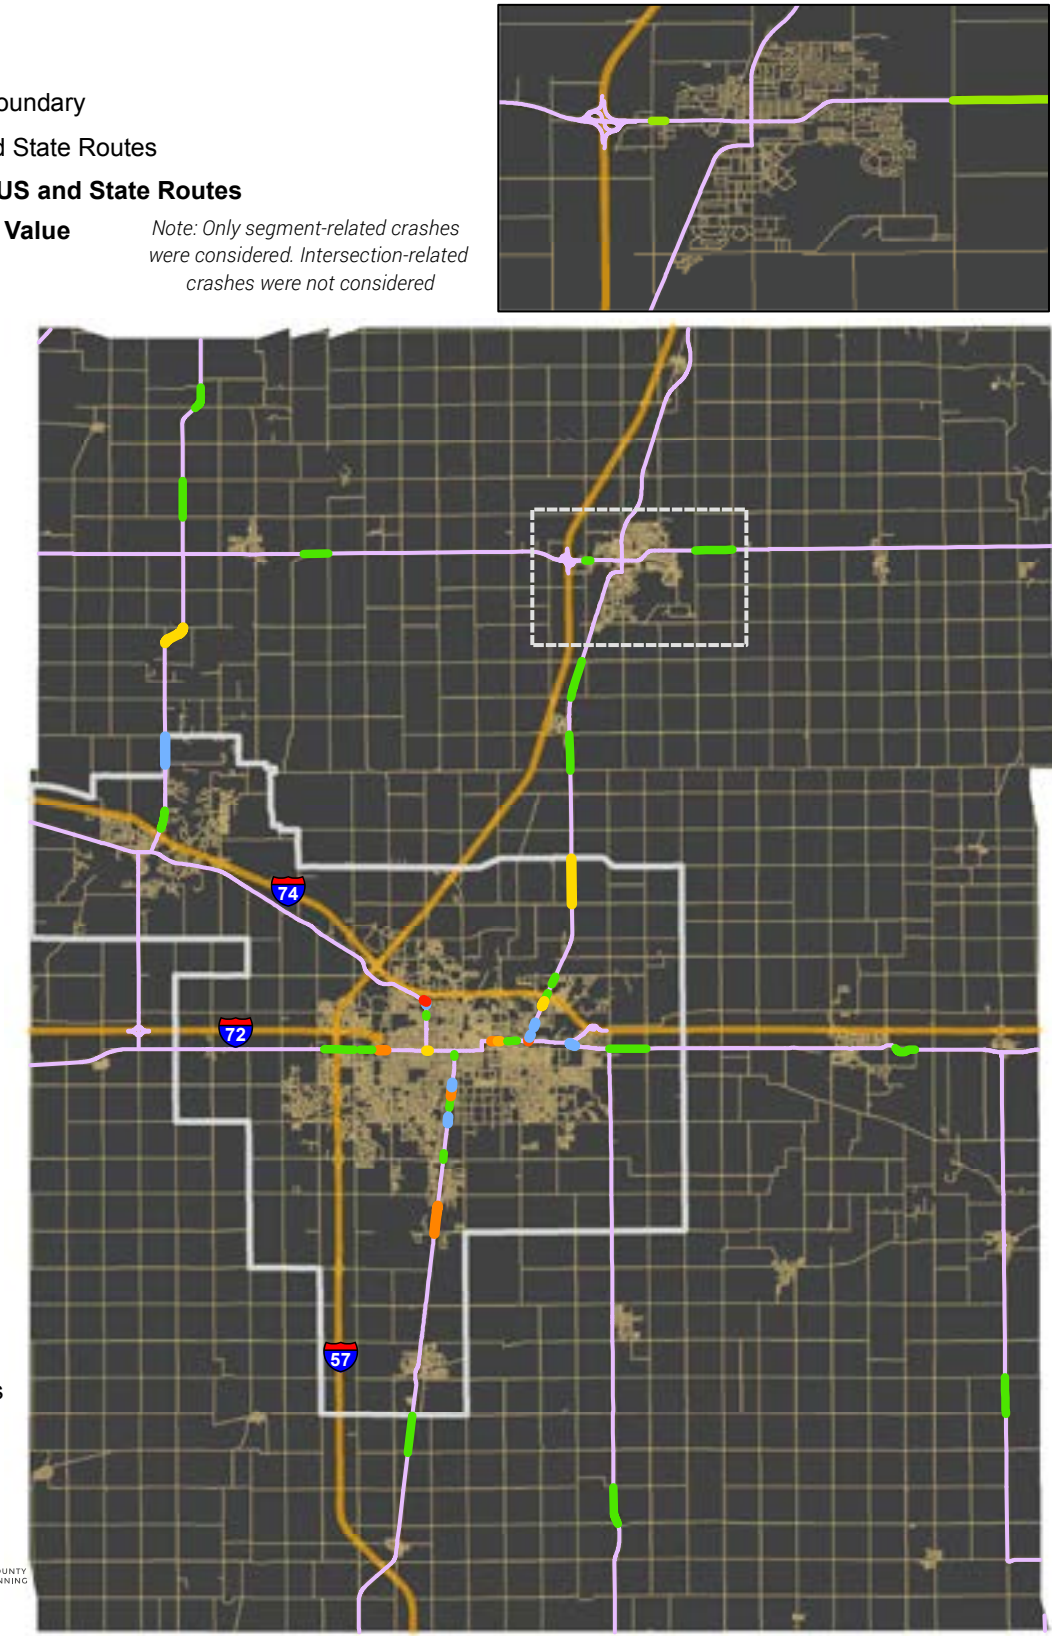 oundary
d State Routes
US and State Routes
Value
Note: Only segment-related crashes
were considered. Intersection-related
crashes were not considered
74
72
57
s
OUNTY
NNING